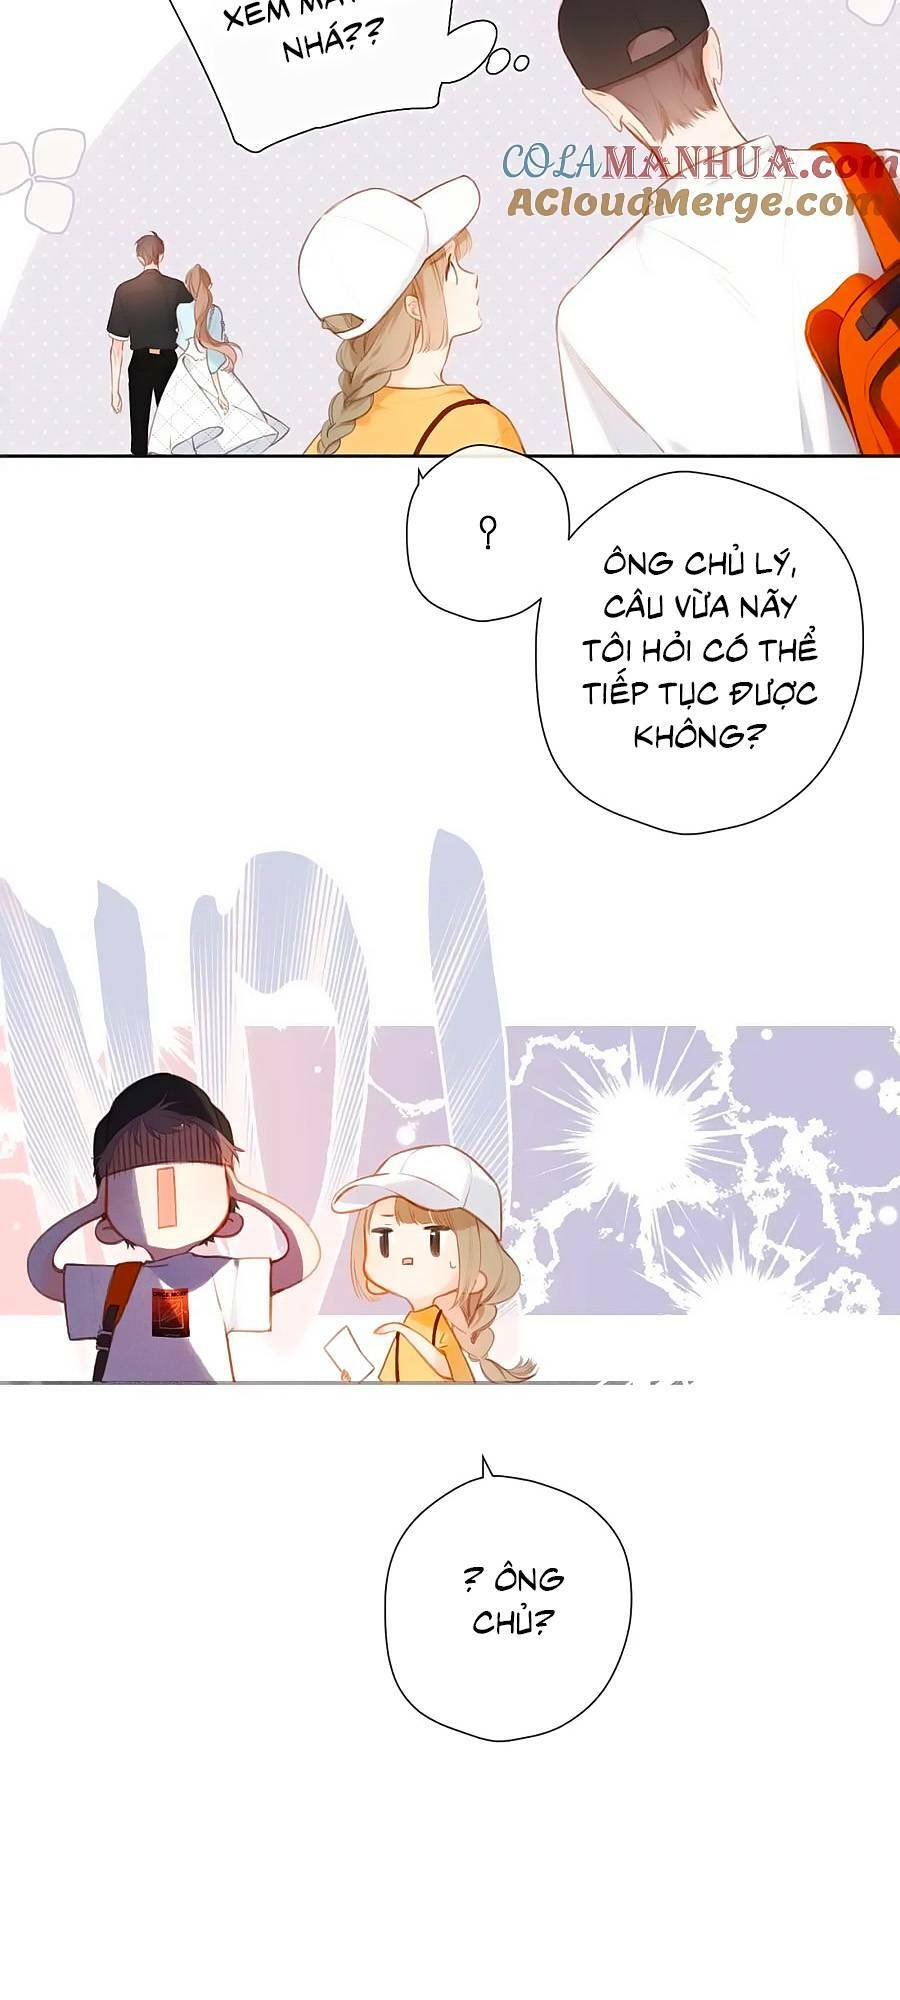 XEM
NHÁ??
COLAMANHUA.com
ACloudMerge.com
?
ÔNG CHỦ LÝ,
CÂU VỪA NÃY
TÔI HỎI CÓ THỂ
TIẾP TỤC ĐƯỢC
KHÔNG?
? ÔNG
CHỦ?